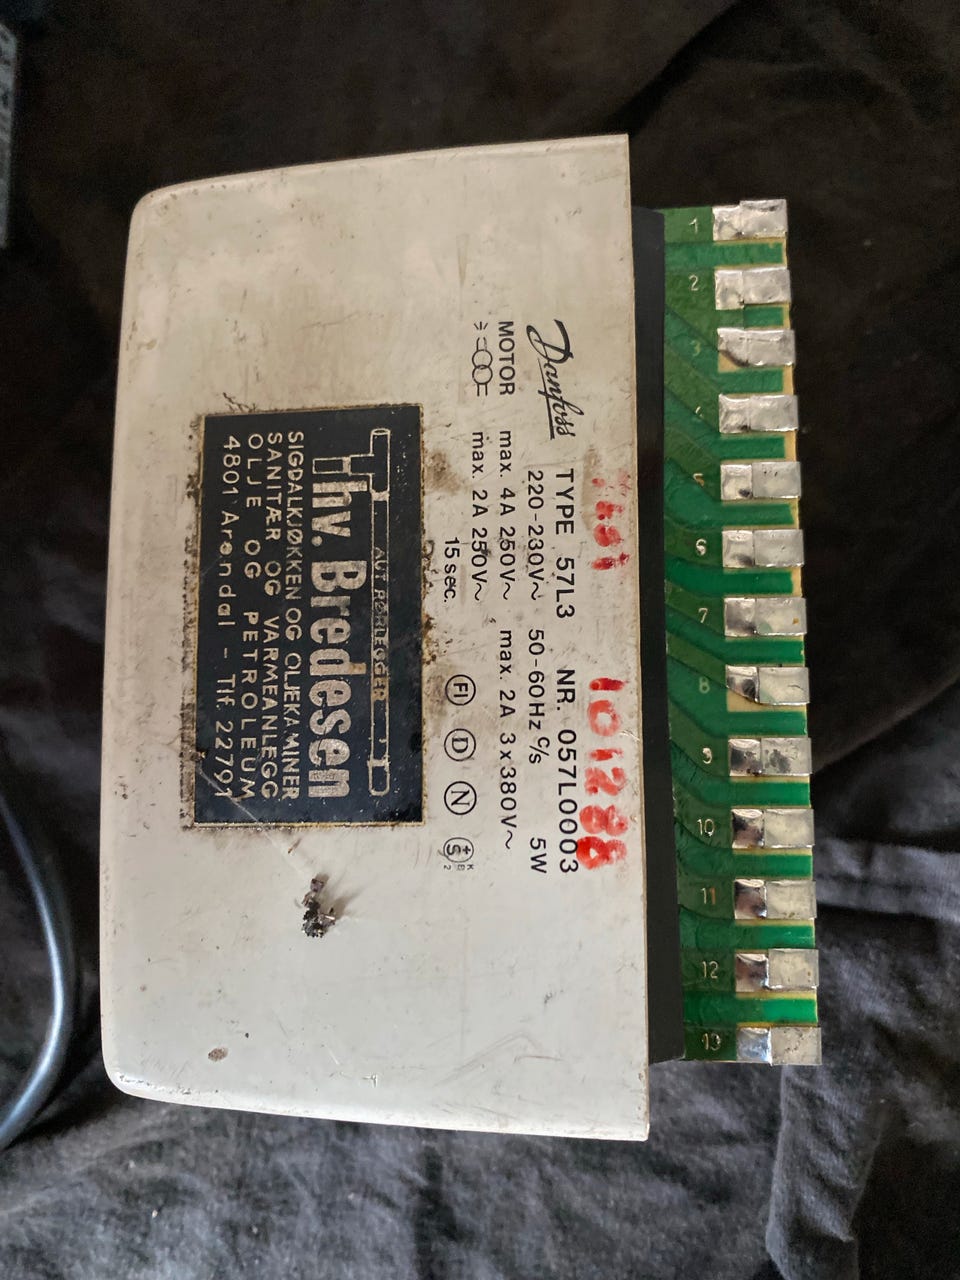 Danfoss TYPE 57L3 NR. 057L0003
220-230V~ 50-60Hz c/s 5W
MOTOR max. 4A 250V~ max. 2A 3x380V~
max. 2A 250V~
15 sec. FI D N +S K B 2
101288
AUT. RØRLEGGER
Thv. Bredesen
SIGDALKJØKKEN OG OLJEKAMINER
SANITÆR OG VARMEANLEGG
OLJE OG PETROLEUM
4801 Arendal - Tlf. 22791
1
2
3
4
5
6
7
8
9
10
11
12
13